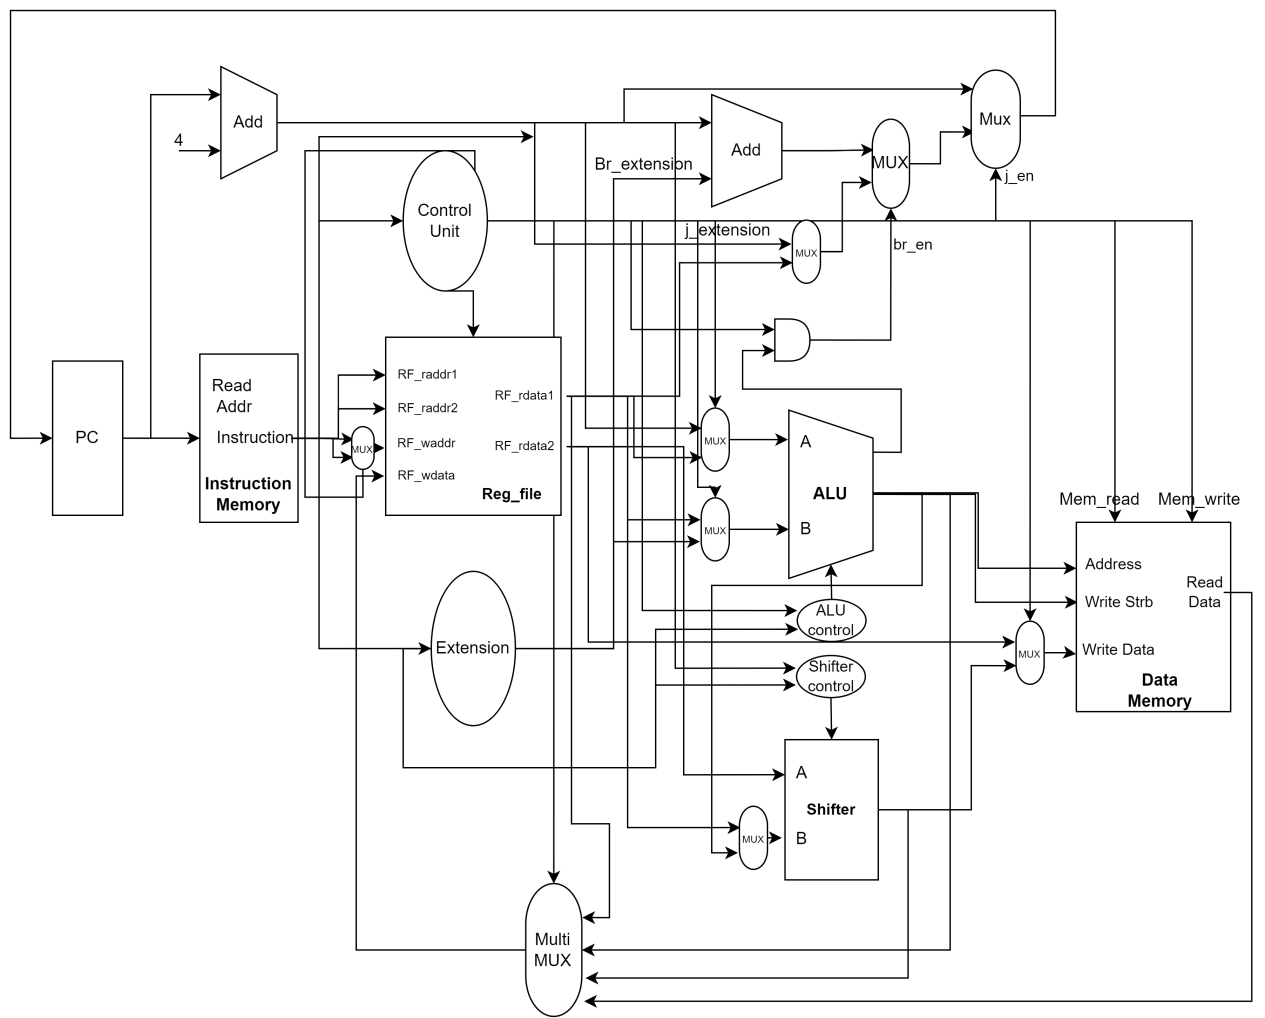 Mux
Add
4
Add
MUX
Br_extension
j_en
Control
Unit
j_extension
br_en
MUX
Read
Addr
Instruction
Instruction
Memory
PC
RF_raddr1
RF_raddr2
RF_waddr
RF_wdata
RF_rdata1
RF_rdata2
Reg_file
MUX
MUX
MUX
A
ALU
B
Mem_read
Mem_write
Address
Write Strb
Write Data
Read
Data
Data
Memory
MUX
ALU
control
Extension
Shifter
control
A
Shifter
B
MUX
Multi
MUX